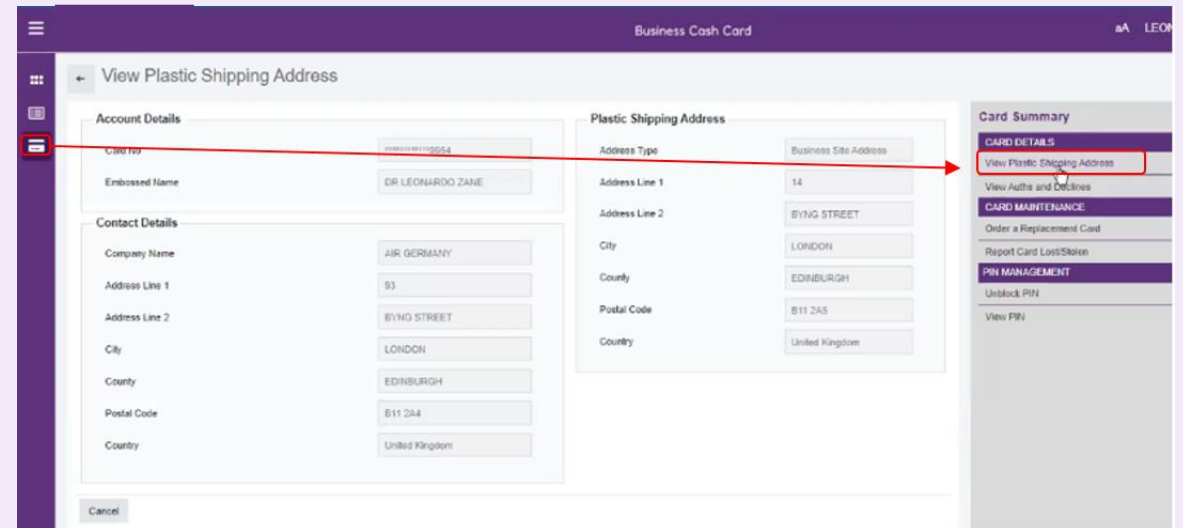 Business Cash Card
aA LEON
View Plastic Shipping Address
Account Details
Card No 9954
Embossed Name DR LEONARDO ZANE
Contact Details
Company Name AIR GERMANY
Address Line 1 93
Address Line 2 BYNG STREET
City LONDON
County EDINBURGH
Postal Code B11 2A4
Country United Kingdom
Cancel
Plastic Shipping Address
Address Type Business Site Address
Address Line 1 14
Address Line 2 BYNG STREET
City LONDON
County EDINBURGH
Postal Code B11 2A5
Country United Kingdom
Card Summary
CARD DETAILS
View Plastic Shipping Address
View Auths and Declines
CARD MAINTENANCE
Order a Replacement Card
Report Card Lost/Stolen
PIN MANAGEMENT
Unblock PIN
View PIN